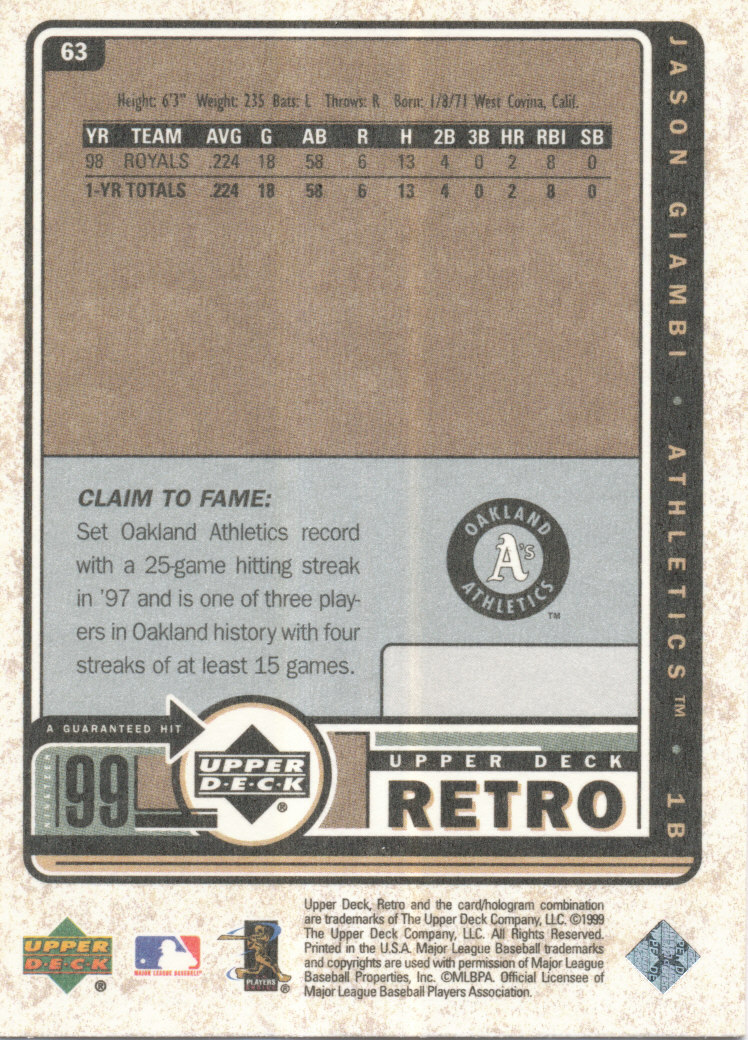 63
Height: 6'3" Weight: 235 Bats: L Throws: R Born: 1/8/71 West Covina, Calif.
YR TEAM AVG G AB R H 2B 3B HR RBI SB
98 ROYALS .224 18 58 6 13 4 0 2 8 0
1-YR TOTALS .224 18 58 6 13 4 0 2 8 0
JASON GIAMBI • ATHLETICS™ • 1B
CLAIM TO FAME:
Set Oakland Athletics record
with a 25-game hitting streak
in '97 and is one of three play-
ers in Oakland history with four
streaks of at least 15 games.
OAKLAND
A's
ATHLETICS
™
A GUARANTEED HIT
NINETEEN
99
UPPER
D·E·C·K
®
UPPER DECK
RETRO
UPPER
D·E·C·K
®
MAJOR LEAGUE BASEBALL®
PLAYERS
®
Upper Deck, Retro and the card/hologram combination
are trademarks of The Upper Deck Company, LLC. ©1999
The Upper Deck Company, LLC. All Rights Reserved.
Printed in the U.S.A. Major League Baseball trademarks
and copyrights are used with permission of Major League
Baseball Properties, Inc. ©MLBPA. Official Licensee of
Major League Baseball Players Association.